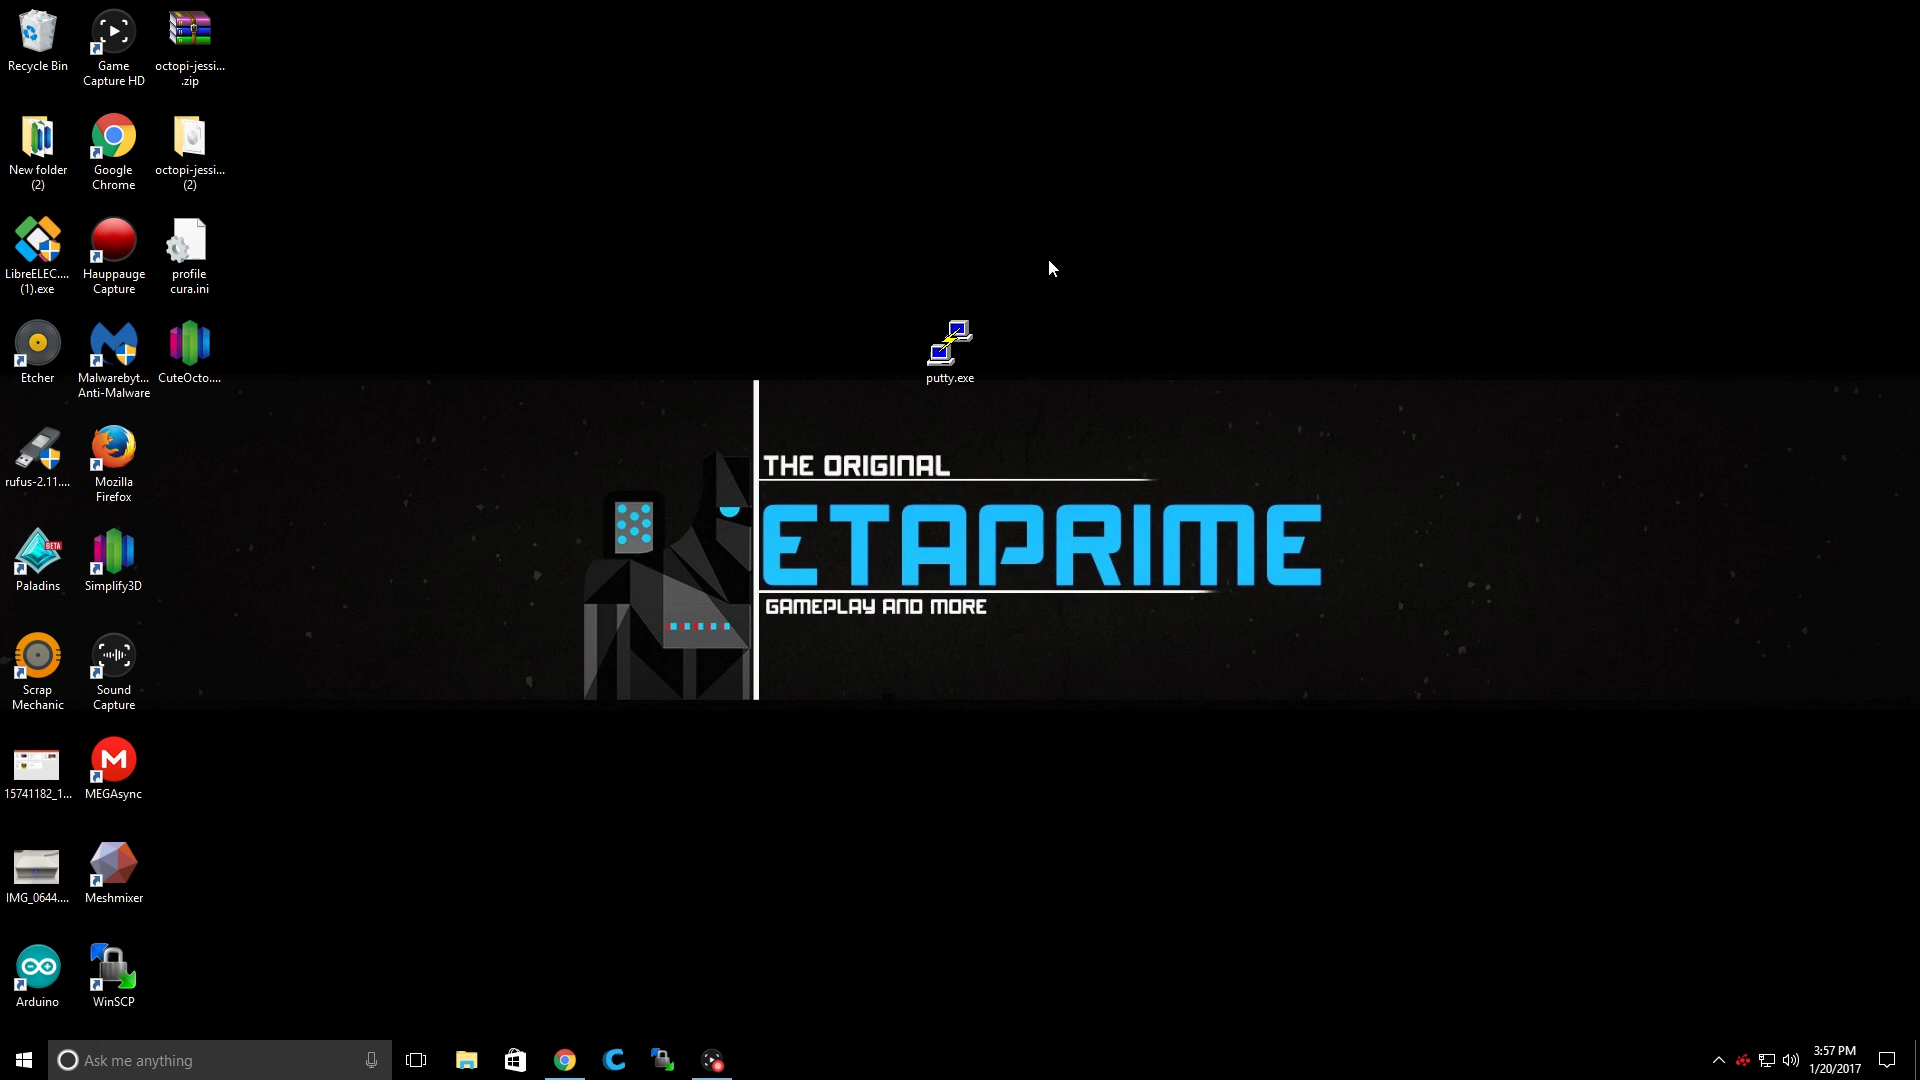 Recycle Bin
Game
Capture HD
octopi-jessi...
.zip
New folder
(2)
Google
Chrome
octopi-jessi...
(2)
LibreELEC....
(1).exe
Hauppauge
Capture
profile
cura.ini
Etcher
Malwarebyt...
Anti-Malware
CuteOcto....
putty.exe
rufus-2.11....
Mozilla
Firefox
THE ORIGINAL
ETAPRIME
GAMEPLAY AND MORE
BETA
Paladins
Simplify3D
Scrap
Mechanic
Sound
Capture
15741182_1...
M
MEGAsync
IMG_0644....
Meshmixer
Arduino
WinSCP
Ask me anything
3:57 PM
1/20/2017